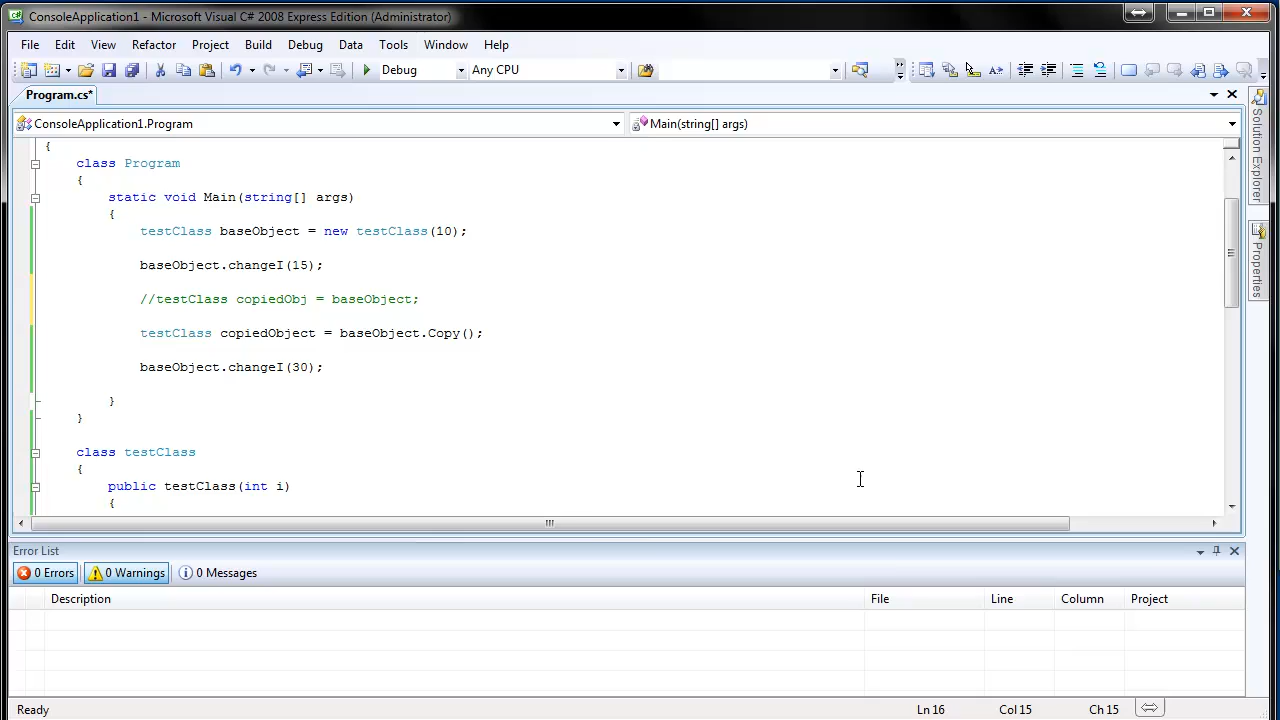 ConsoleApplication1 - Microsoft Visual C# 2008 Express Edition (Administrator)
File Edit View Refactor Project Build Debug Data Tools Window Help
Debug Any CPU
Program.cs*
ConsoleApplication1.Program Main(string[] args)
{
class Program
{
static void Main(string[] args)
{
testClass baseObject = new testClass(10);
baseObject.changeI(15);
//testClass copiedObj = baseObject;
testClass copiedObject = baseObject.Copy();
baseObject.changeI(30);
}
}
class testClass
{
public testClass(int i)
{
Solution Explorer
Properties
Error List
0 Errors 0 Warnings 0 Messages
Description File Line Column Project
Ready Ln 16 Col 15 Ch 15